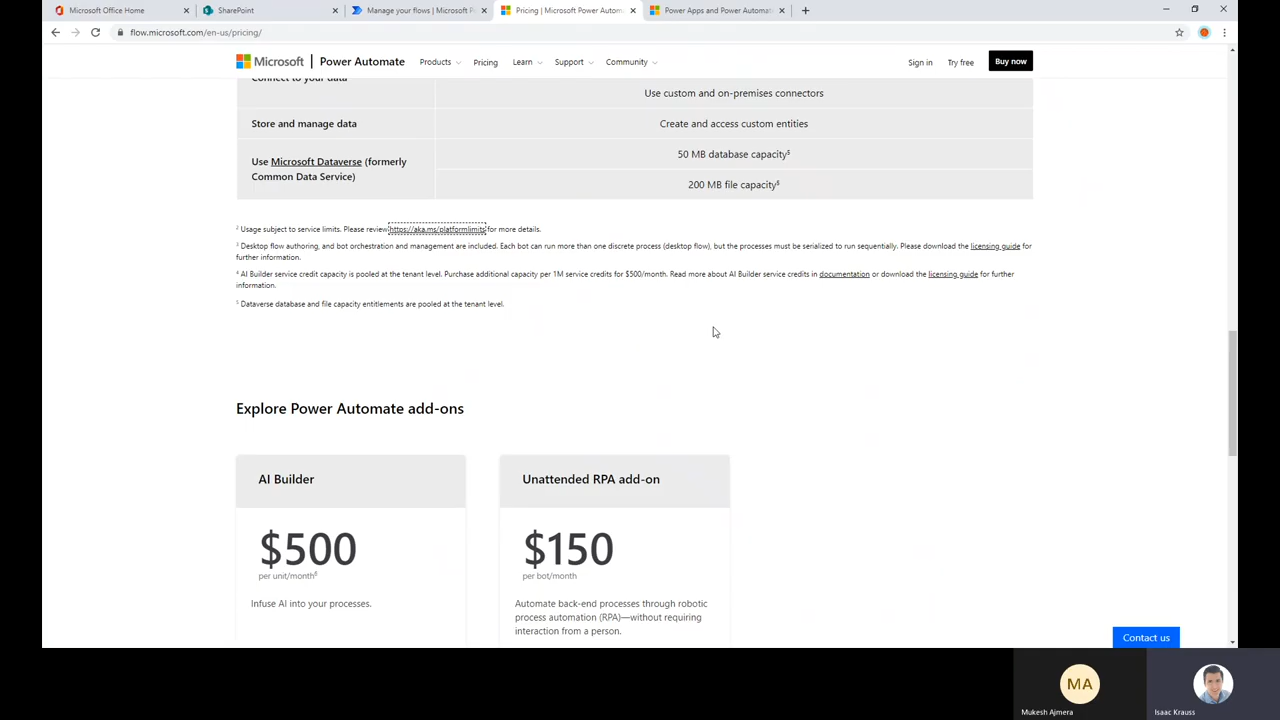 Microsoft Office Home
SharePoint
Manage your flows | Microsoft P
Pricing | Microsoft Power Autom
Power Apps and Power Automat
flow.microsoft.com/en-us/pricing/
Microsoft
Power Automate
Products
Pricing
Learn
Support
Community
Sign in
Try free
Buy now
Connect to your data
Use custom and on-premises connectors
Store and manage data
Create and access custom entities
Use Microsoft Dataverse (formerly
Common Data Service)
50 MB database capacity⁵
200 MB file capacity⁵
² Usage subject to service limits. Please review https://aka.ms/platformlimits for more details.
³ Desktop flow authoring, and bot orchestration and management are included. Each bot can run more than one discrete process (desktop flow), but the processes must be serialized to run sequentially. Please download the licensing guide for
further information.
⁴ AI Builder service credit capacity is pooled at the tenant level. Purchase additional capacity per 1M service credits for $500/month. Read more about AI Builder service credits in documentation or download the licensing guide for further
information.
⁵ Dataverse database and file capacity entitlements are pooled at the tenant level.
Explore Power Automate add-ons
AI Builder
$500
per unit/month⁶
Infuse AI into your processes.
Unattended RPA add-on
$150
per bot/month
Automate back-end processes through robotic
process automation (RPA)—without requiring
interaction from a person.
Contact us
MA
Mukesh Ajmera
Isaac Krauss